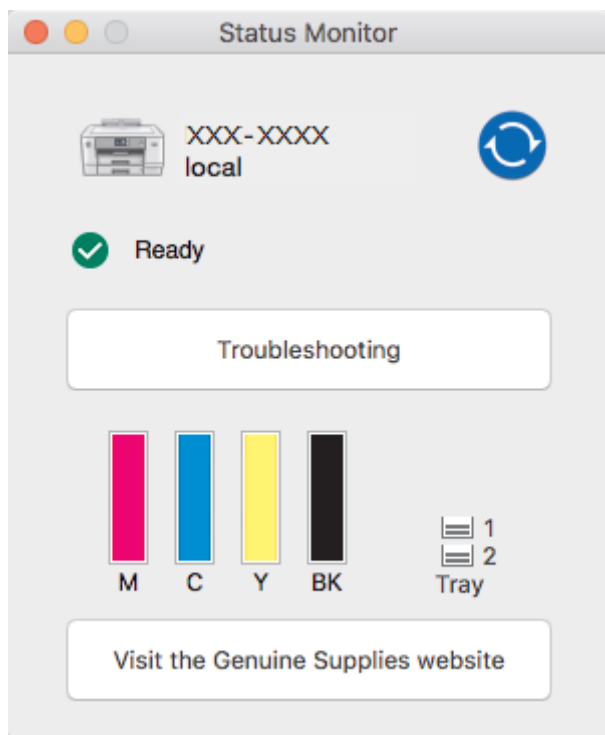 Status Monitor
XXX-XXXX
local
Ready
Troubleshooting
M C Y BK
1
2
Tray
Visit the Genuine Supplies website